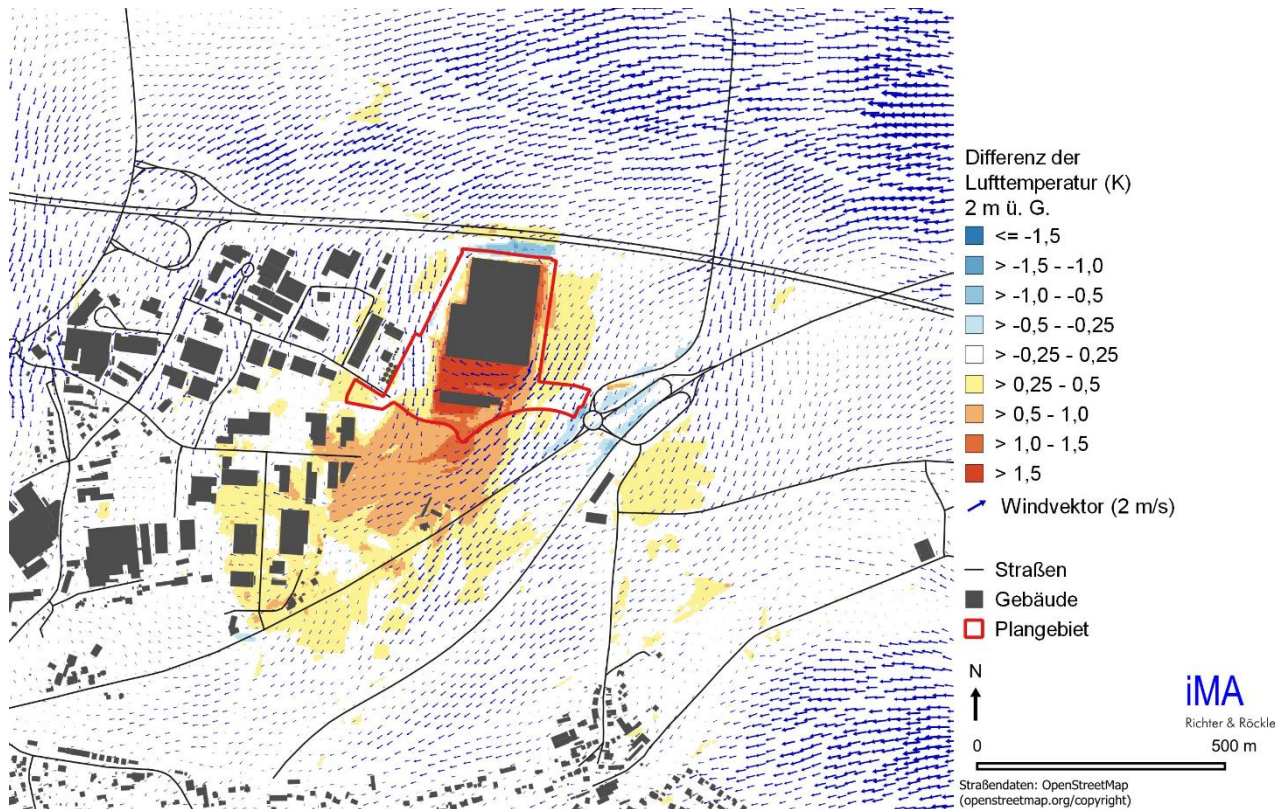 Differenz der
Lufttemperatur (K)
2 m ü. G.
<= -1,5
> -1,5 - -1,0
> -1,0 - -0,5
> -0,5 - -0,25
> -0,25 - 0,25
> 0,25 - 0,5
> 0,5 - 1,0
> 1,0 - 1,5
> 1,5
Windvektor (2 m/s)
Straßen
Gebäude
Plangebiet
N
iMA
Richter & Röckle
0 500 m
Straßendaten: OpenStreetMap
(openstreetmap.org/copyright)